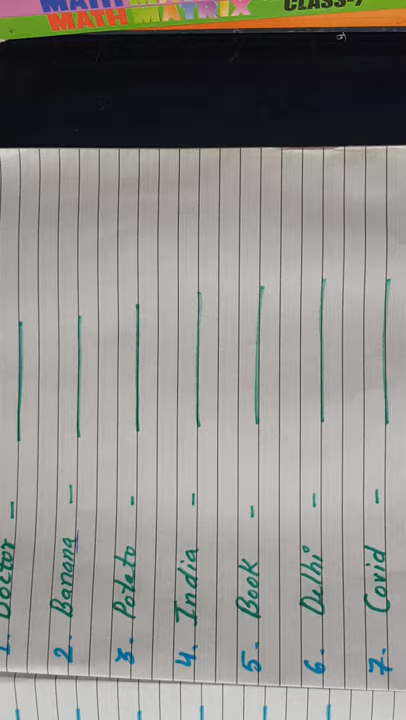 MATH MATRIX
CLASS-7
1. Doctor -
2. Banana -
3. Potato -
4. India -
5. Book -
6. Delhi -
7. Covid -